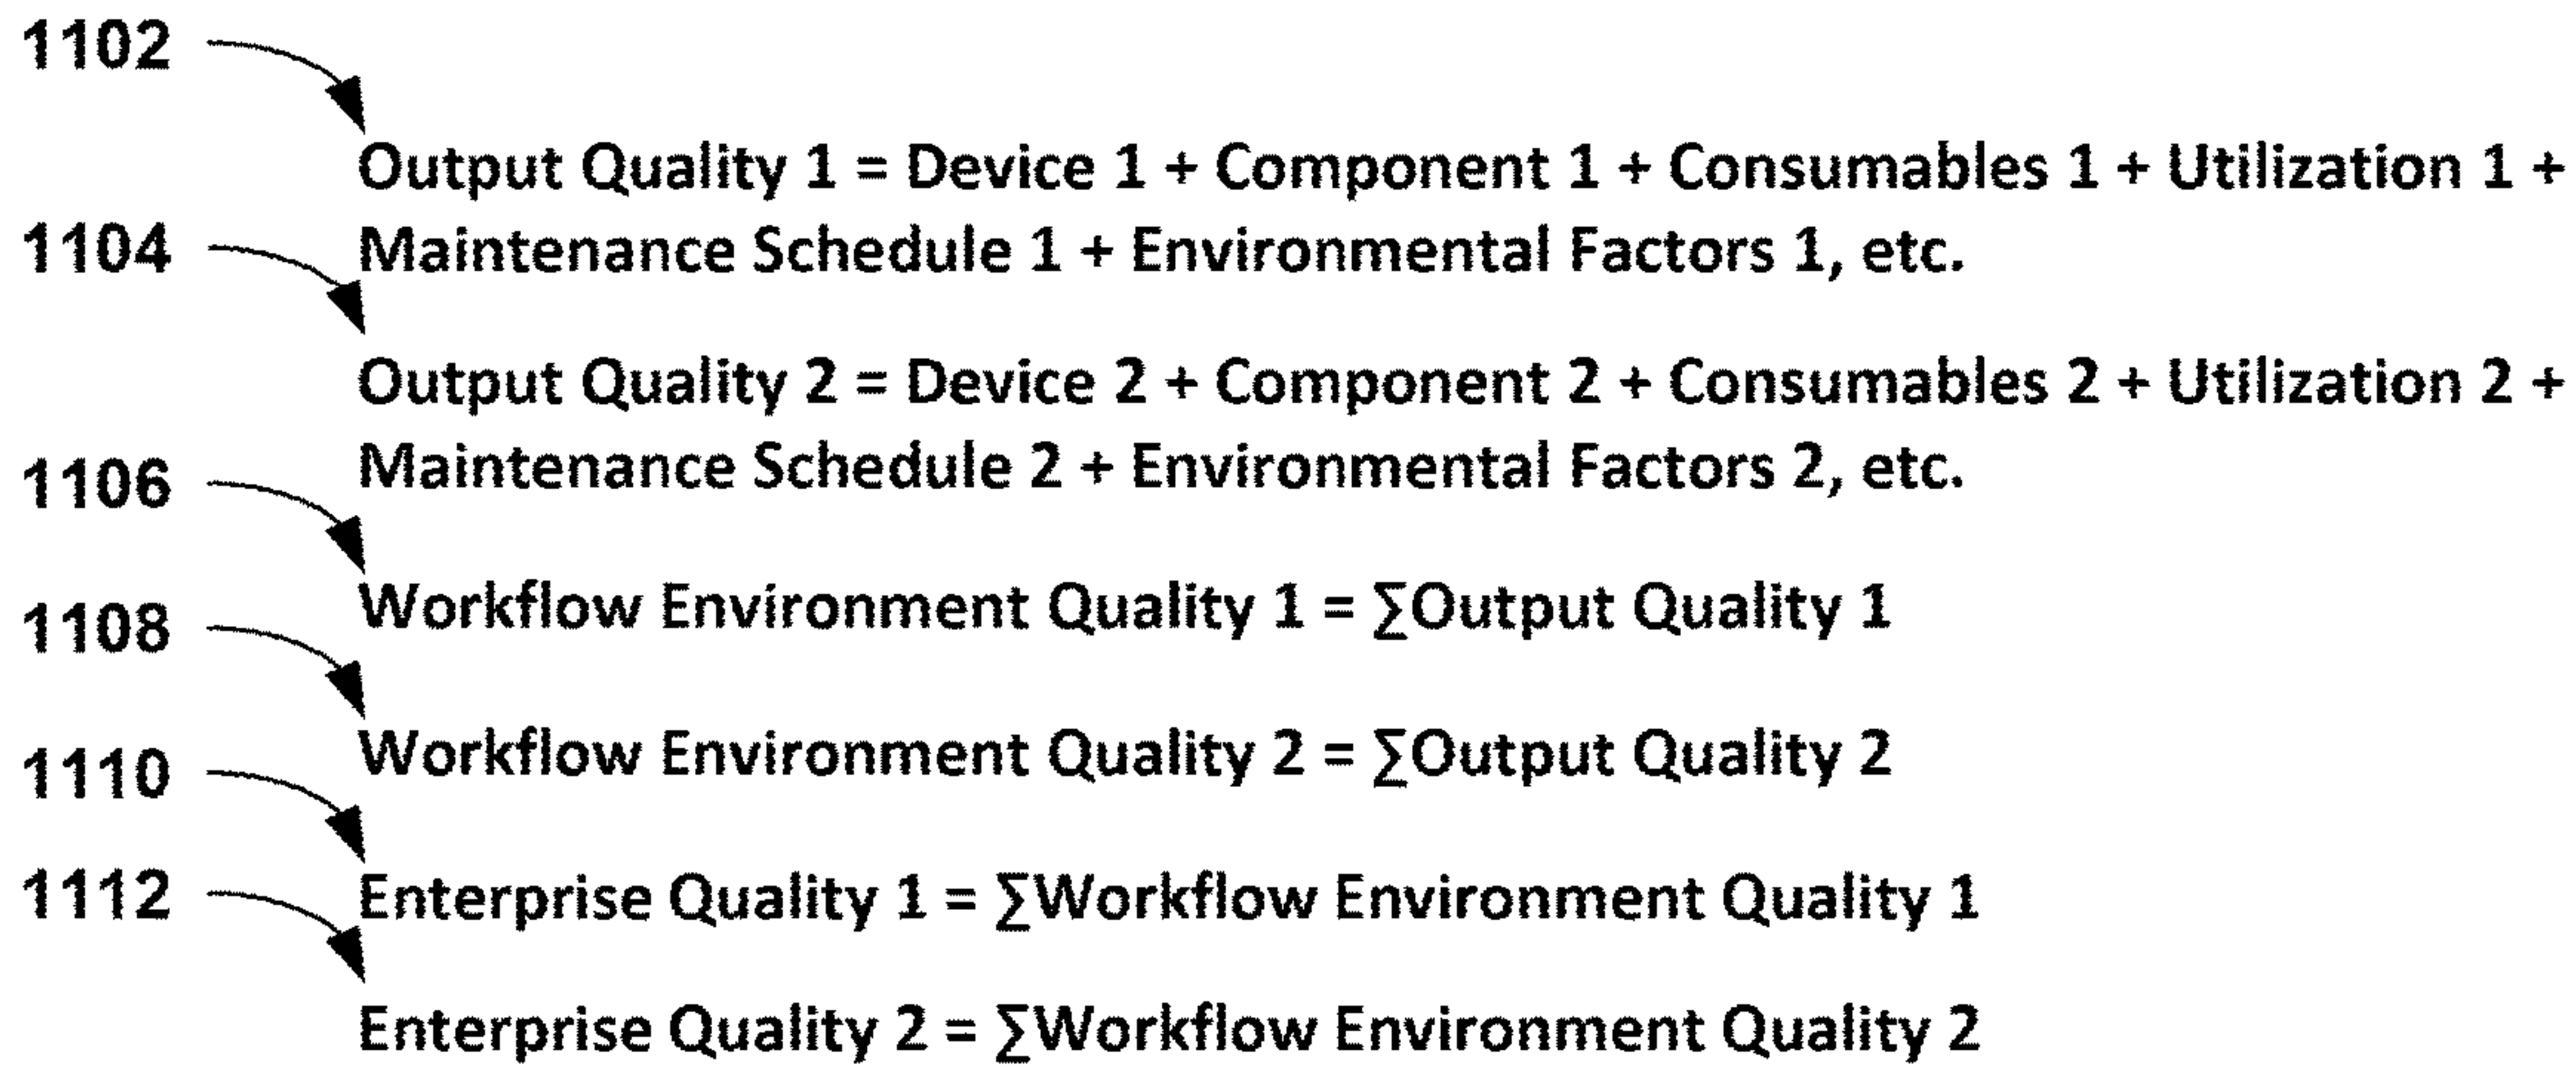 1102
Output Quality 1 = Device 1 + Component 1 + Consumables 1 + Utilization 1 +
1104
Maintenance Schedule 1 + Environmental Factors 1, etc.
Output Quality 2 = Device 2 + Component 2 + Consumables 2 + Utilization 2 +
Maintenance Schedule 2 + Environmental Factors 2, etc.
1106
Workflow Environment Quality 1 = ∑Output Quality 1
1108
Workflow Environment Quality 2 = ∑Output Quality 2
1110
Enterprise Quality 1 = ∑Workflow Environment Quality 1
1112
Enterprise Quality 2 = ∑Workflow Environment Quality 2